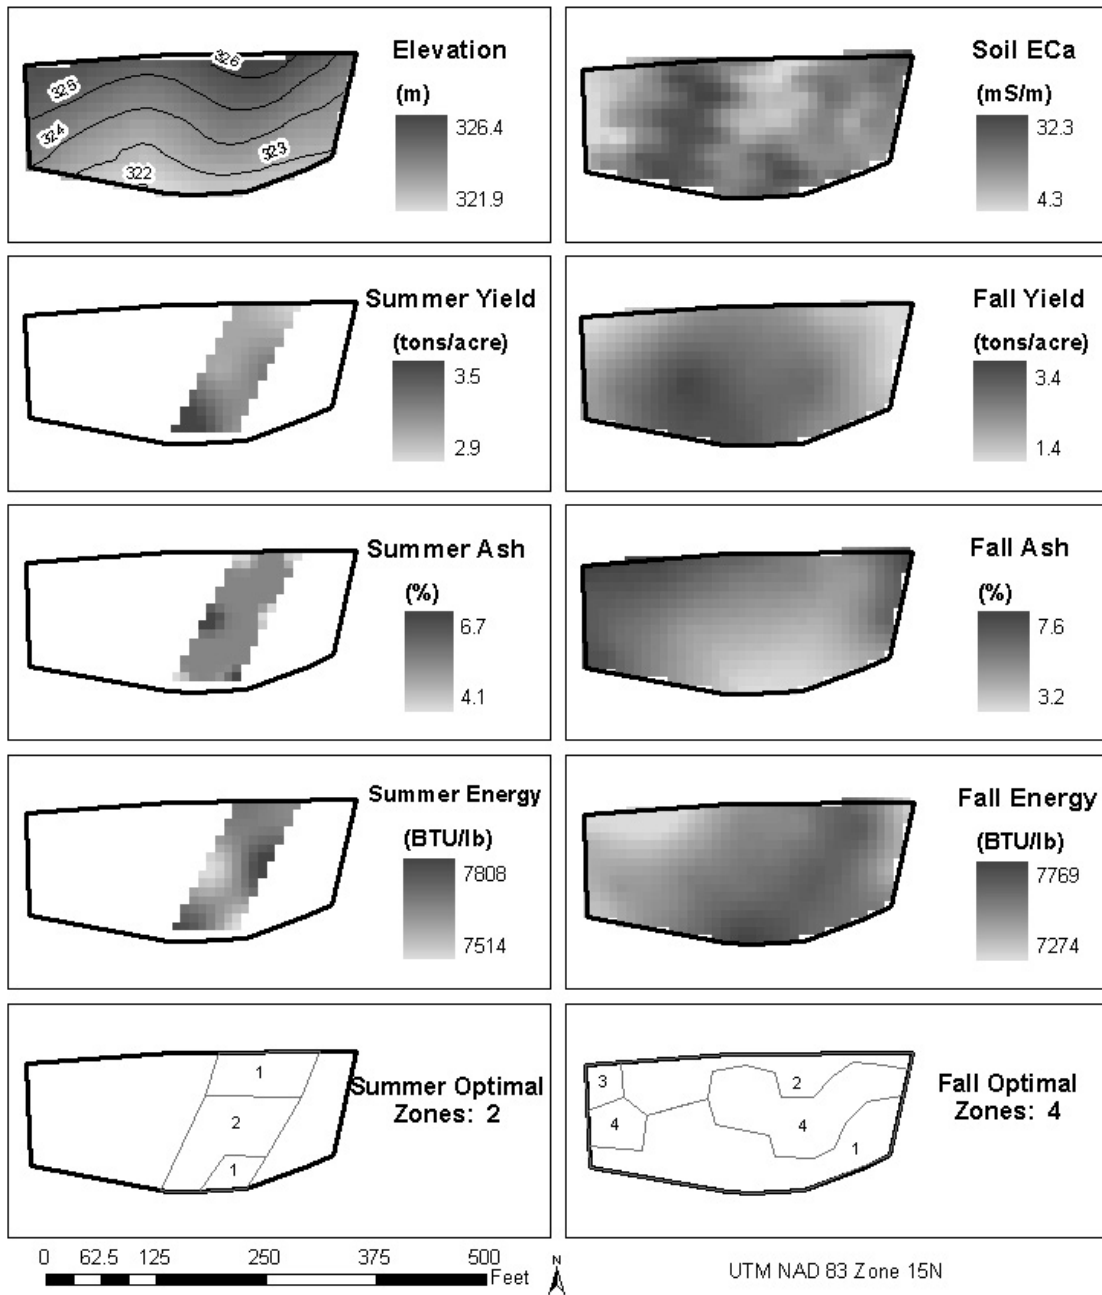 Elevation
(m)
326.4
321.9
326
325
324
323
322
Soil ECa
(mS/m)
32.3
4.3
Summer Yield
(tons/acre)
3.5
2.9
Fall Yield
(tons/acre)
3.4
1.4
Summer Ash
(%)
6.7
4.1
Fall Ash
(%)
7.6
3.2
Summer Energy
(BTU/lb)
7808
7514
Fall Energy
(BTU/lb)
7769
7274
1
2
1
Summer Optimal
Zones: 2
3
4
2
4
1
Fall Optimal
Zones: 4
0 62.5 125 250 375 500
Feet
N
UTM NAD 83 Zone 15N